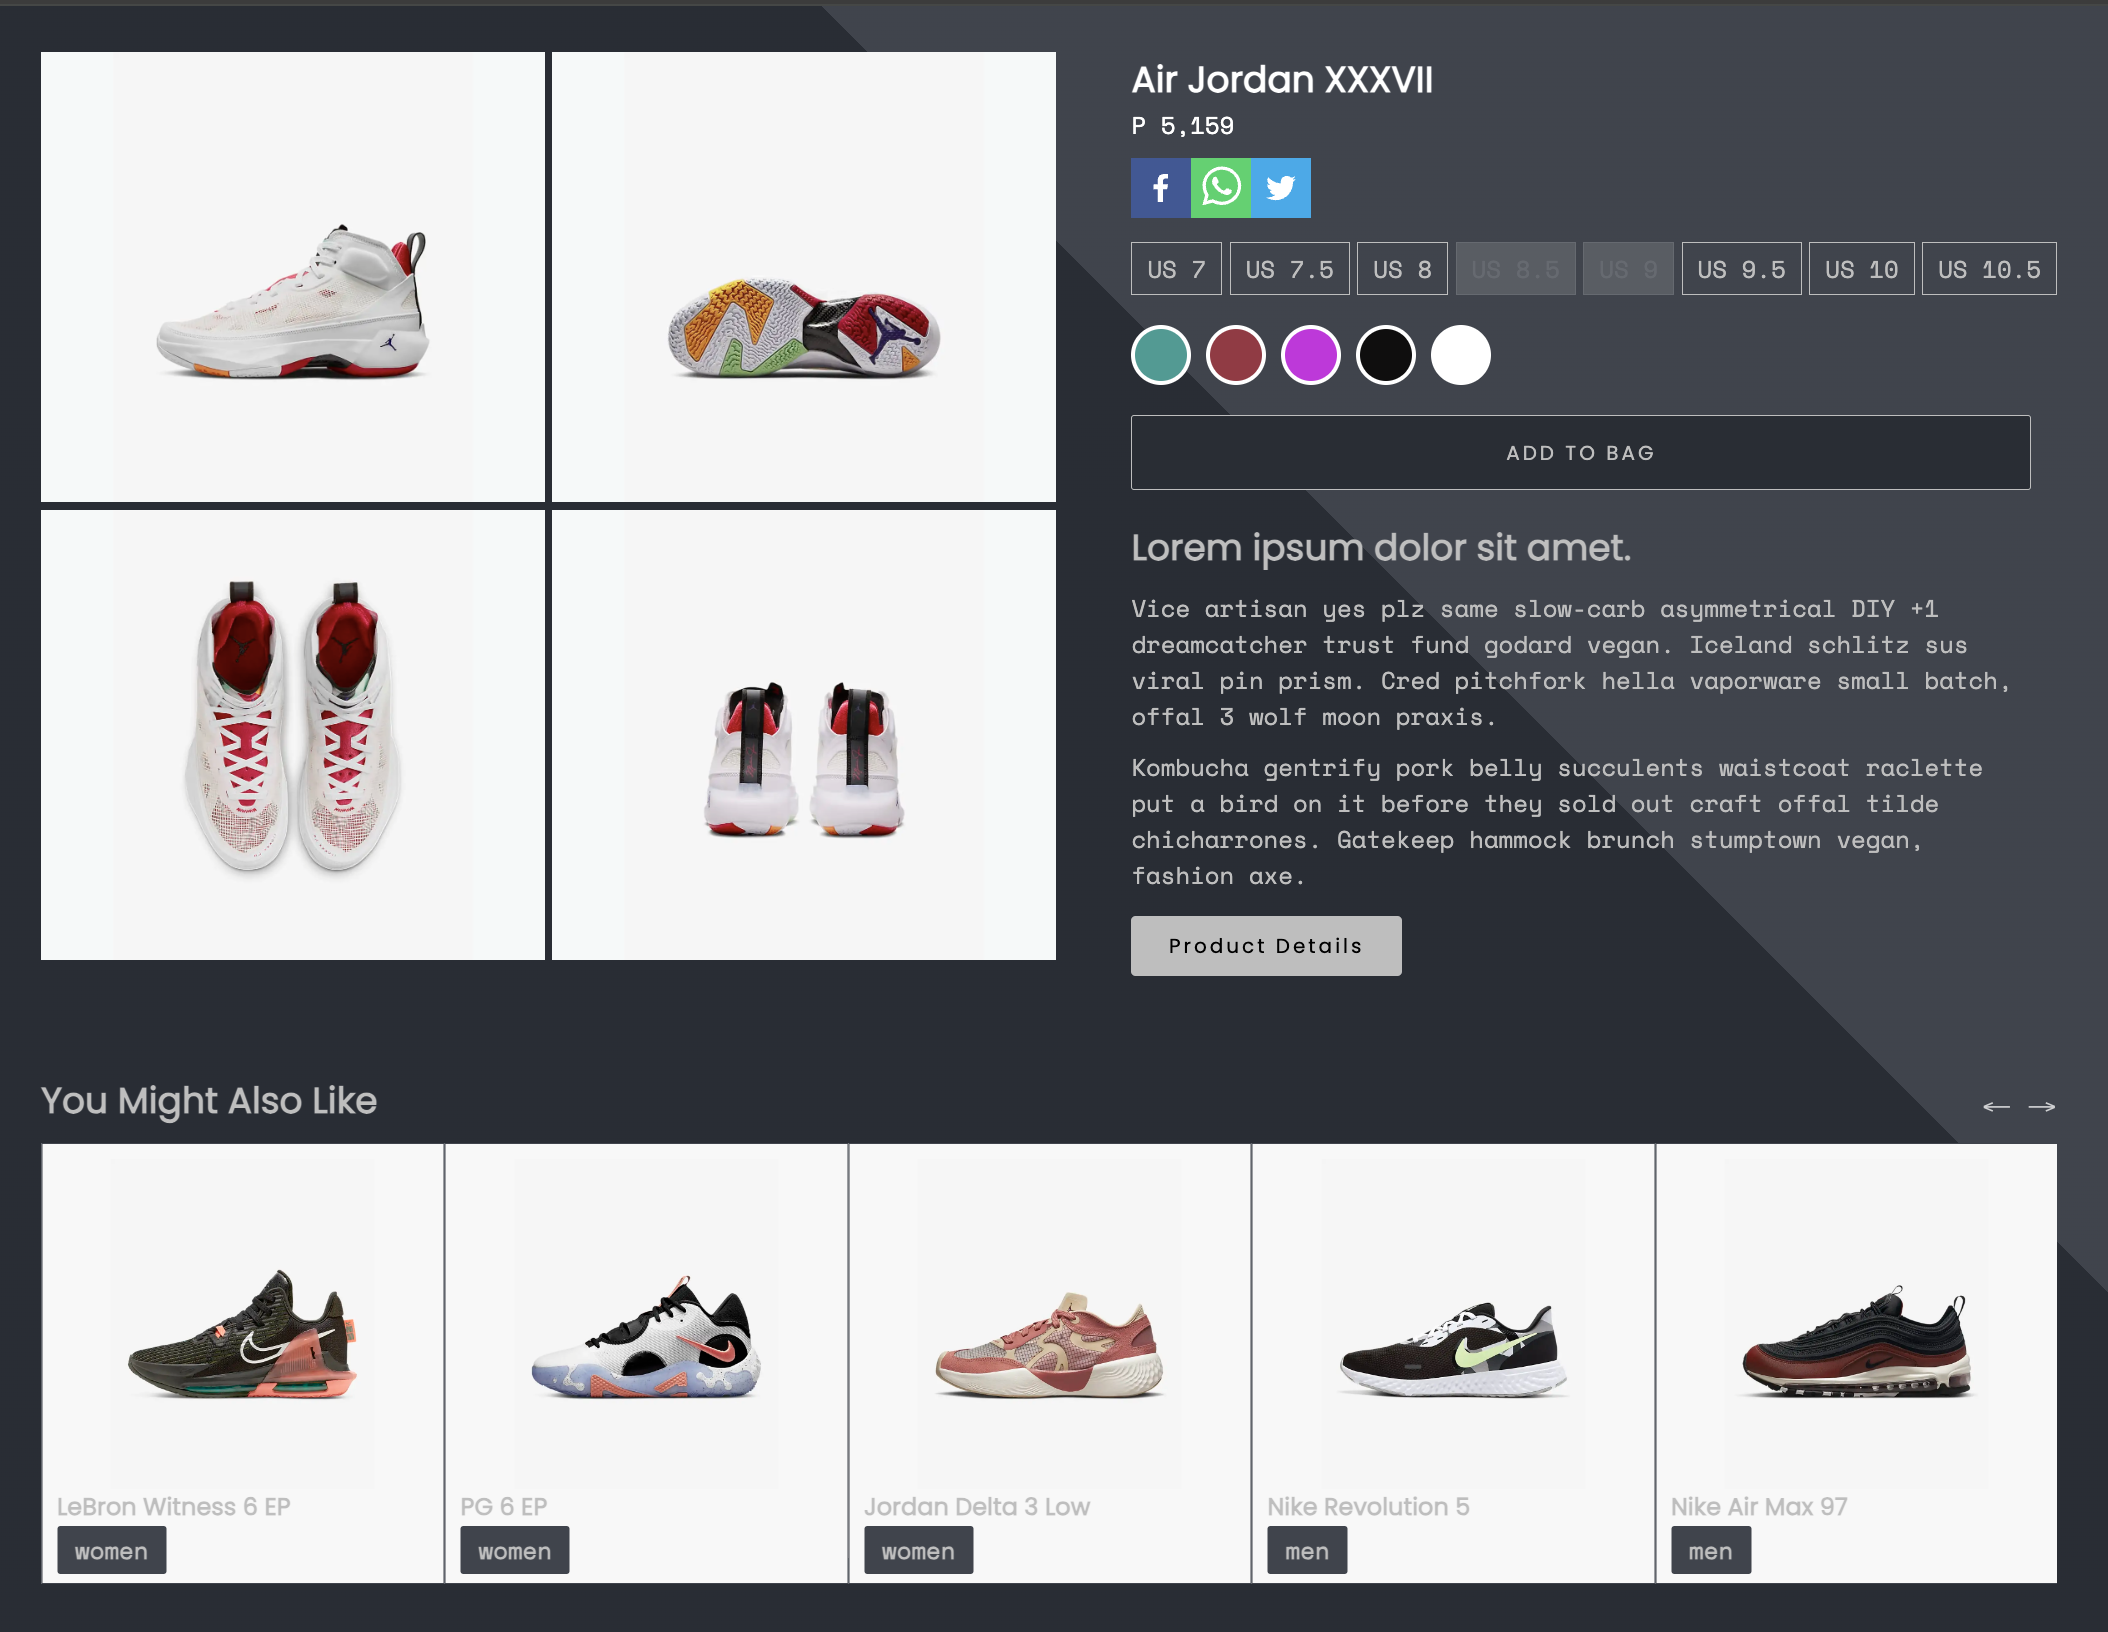 Air Jordan XXXVII
P 5,159
US 7 US 7.5 US 8 US 8.5 US 9 US 9.5 US 10 US 10.5
ADD TO BAG
Lorem ipsum dolor sit amet.
Vice artisan yes plz same slow-carb asymmetrical DIY +1
dreamcatcher trust fund godard vegan. Iceland schlitz sus
viral pin prism. Cred pitchfork hella vaporware small batch,
offal 3 wolf moon praxis.
Kombucha gentrify pork belly succulents waistcoat raclette
put a bird on it before they sold out craft offal tilde
chicharrones. Gatekeep hammock brunch stumptown vegan,
fashion axe.
Product Details
You Might Also Like
LeBron Witness 6 EP
women
PG 6 EP
women
Jordan Delta 3 Low
women
Nike Revolution 5
men
Nike Air Max 97
men